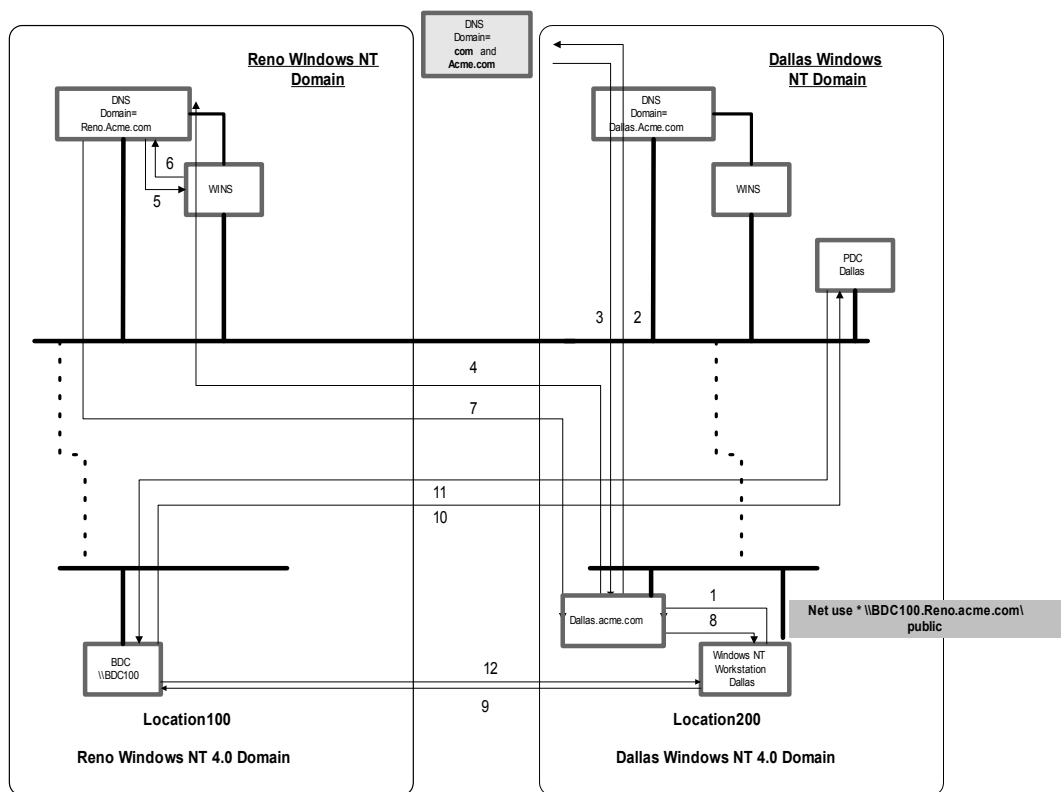 DNS
Domain=
com and
Acme.com
Reno WIndows NT
Domain
Dallas Windows
NT Domain
DNS
Domain=
Reno.Acme.com
DNS
Domain=
Dallas.Acme.com
6
5
WINS
WINS
PDC
Dallas
3
2
4
7
11
10
1
8
Dallas.acme.com
Net use * \\BDC100.Reno.acme.com\
public
BDC
\\BDC100
12
9
Windows NT
Workstation
Dallas
Location100
Location200
Reno Windows NT 4.0 Domain
Dallas Windows NT 4.0 Domain